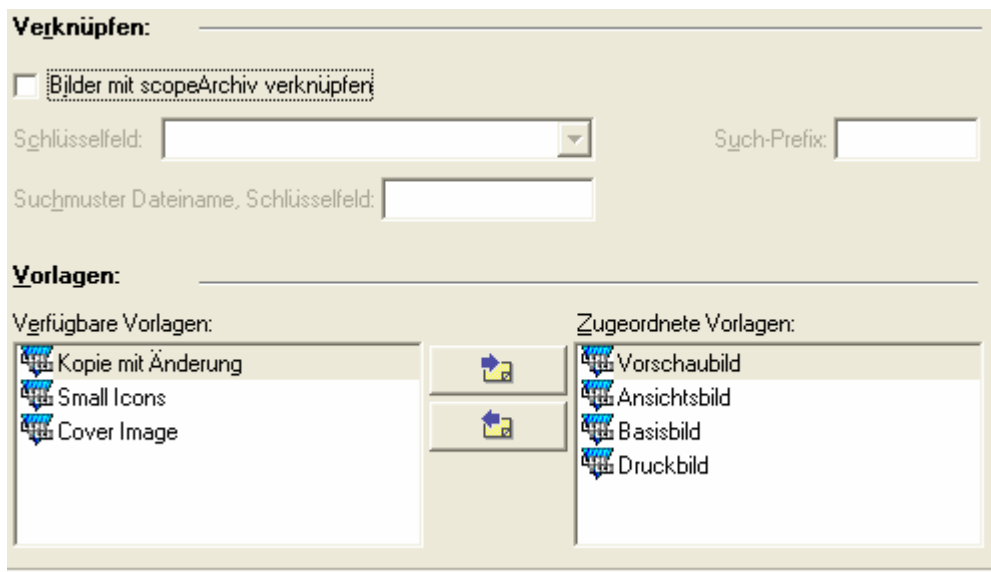 Verknüpfen:
Bilder mit scopeArchiv verknüpfen
Schlüsselfeld: Such-Prefix:
Suchmuster Dateiname, Schlüsselfeld:
Vorlagen:
Verfügbare Vorlagen: Zugeordnete Vorlagen:
Kopie mit Änderung Vorschaubild
Small Icons Ansichtsbild
Cover Image Basisbild
Druckbild